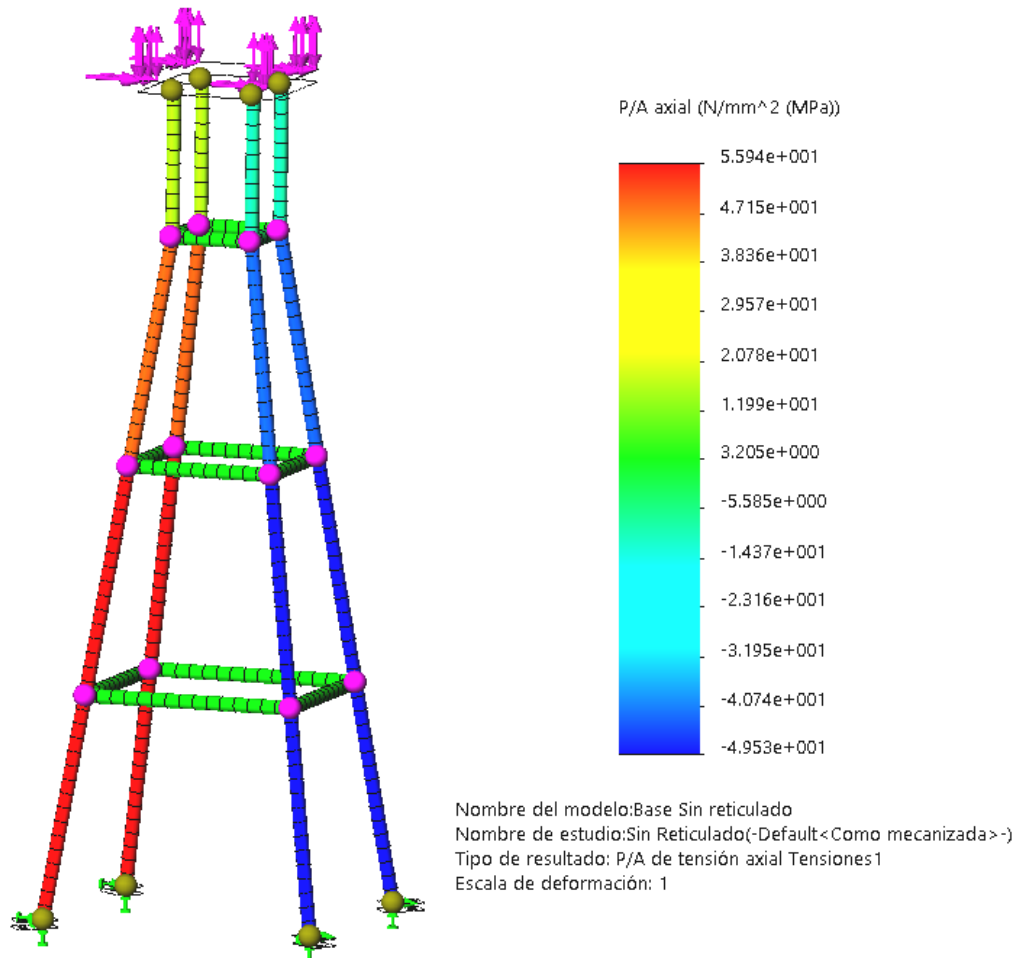 P/A axial (N/mm^2 (MPa))
5.594e+001
4.715e+001
3.836e+001
2.957e+001
2.078e+001
1.199e+001
3.205e+000
-5.585e+000
-1.437e+001
-2.316e+001
-3.195e+001
-4.074e+001
-4.953e+001
Nombre del modelo:Base Sin reticulado
Nombre de estudio:Sin Reticulado(-Default<Como mecanizada>-)
Tipo de resultado: P/A de tensión axial Tensiones1
Escala de deformación: 1